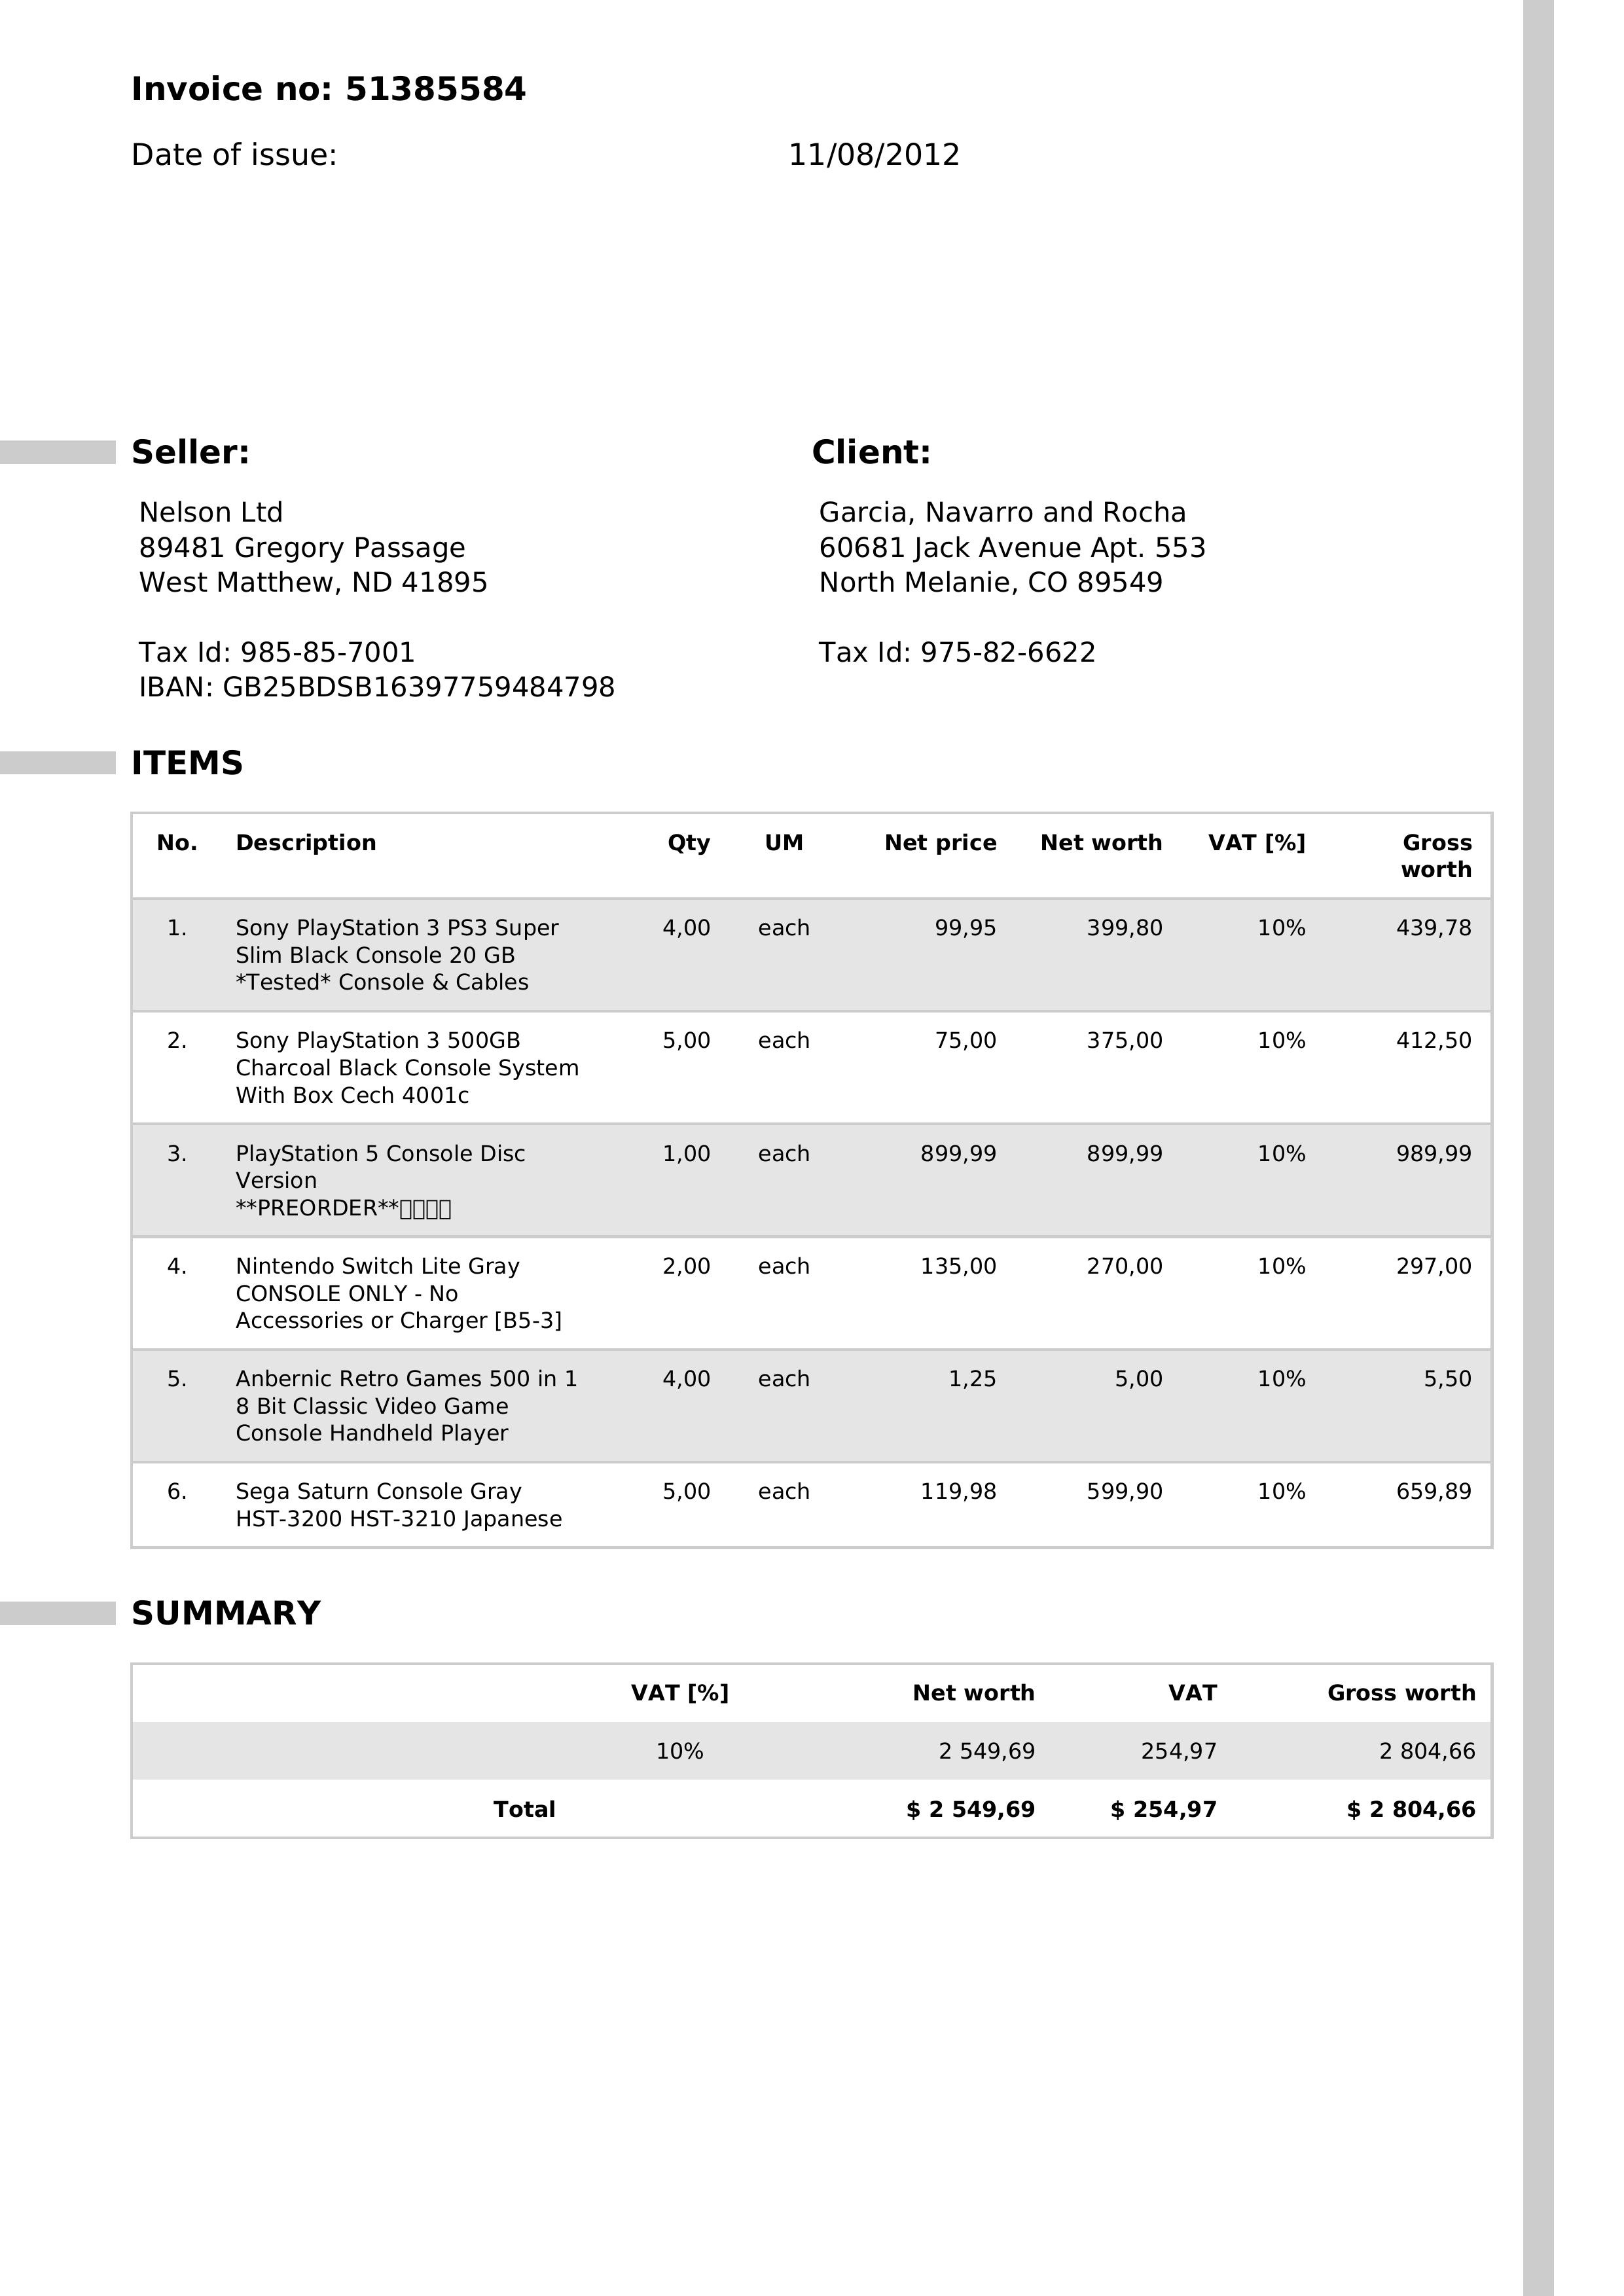 Invoice no: 51385584
Date of issue: 11/08/2012
Seller:
Nelson Ltd
89481 Gregory Passage
West Matthew, ND 41895
Tax Id: 985-85-7001
IBAN: GB25BDSB16397759484798
Client:
Garcia, Navarro and Rocha
60681 Jack Avenue Apt. 553
North Melanie, CO 89549
Tax Id: 975-82-6622
ITEMS
No. Description Qty UM Net price Net worth VAT [%] Gross
worth
1. Sony PlayStation 3 PS3 Super 4,00 each 99,95 399,80 10% 439,78
Slim Black Console 20 GB
*Tested* Console & Cables
2. Sony PlayStation 3 500GB 5,00 each 75,00 375,00 10% 412,50
Charcoal Black Console System
With Box Cech 4001c
3. PlayStation 5 Console Disc 1,00 each 899,99 899,99 10% 989,99
Version
**PREORDER**▯▯▯▯
4. Nintendo Switch Lite Gray 2,00 each 135,00 270,00 10% 297,00
CONSOLE ONLY - No
Accessories or Charger [B5-3]
5. Anbernic Retro Games 500 in 1 4,00 each 1,25 5,00 10% 5,50
8 Bit Classic Video Game
Console Handheld Player
6. Sega Saturn Console Gray 5,00 each 119,98 599,90 10% 659,89
HST-3200 HST-3210 Japanese
SUMMARY
VAT [%] Net worth VAT Gross worth
10% 2 549,69 254,97 2 804,66
Total $ 2 549,69 $ 254,97 $ 2 804,66